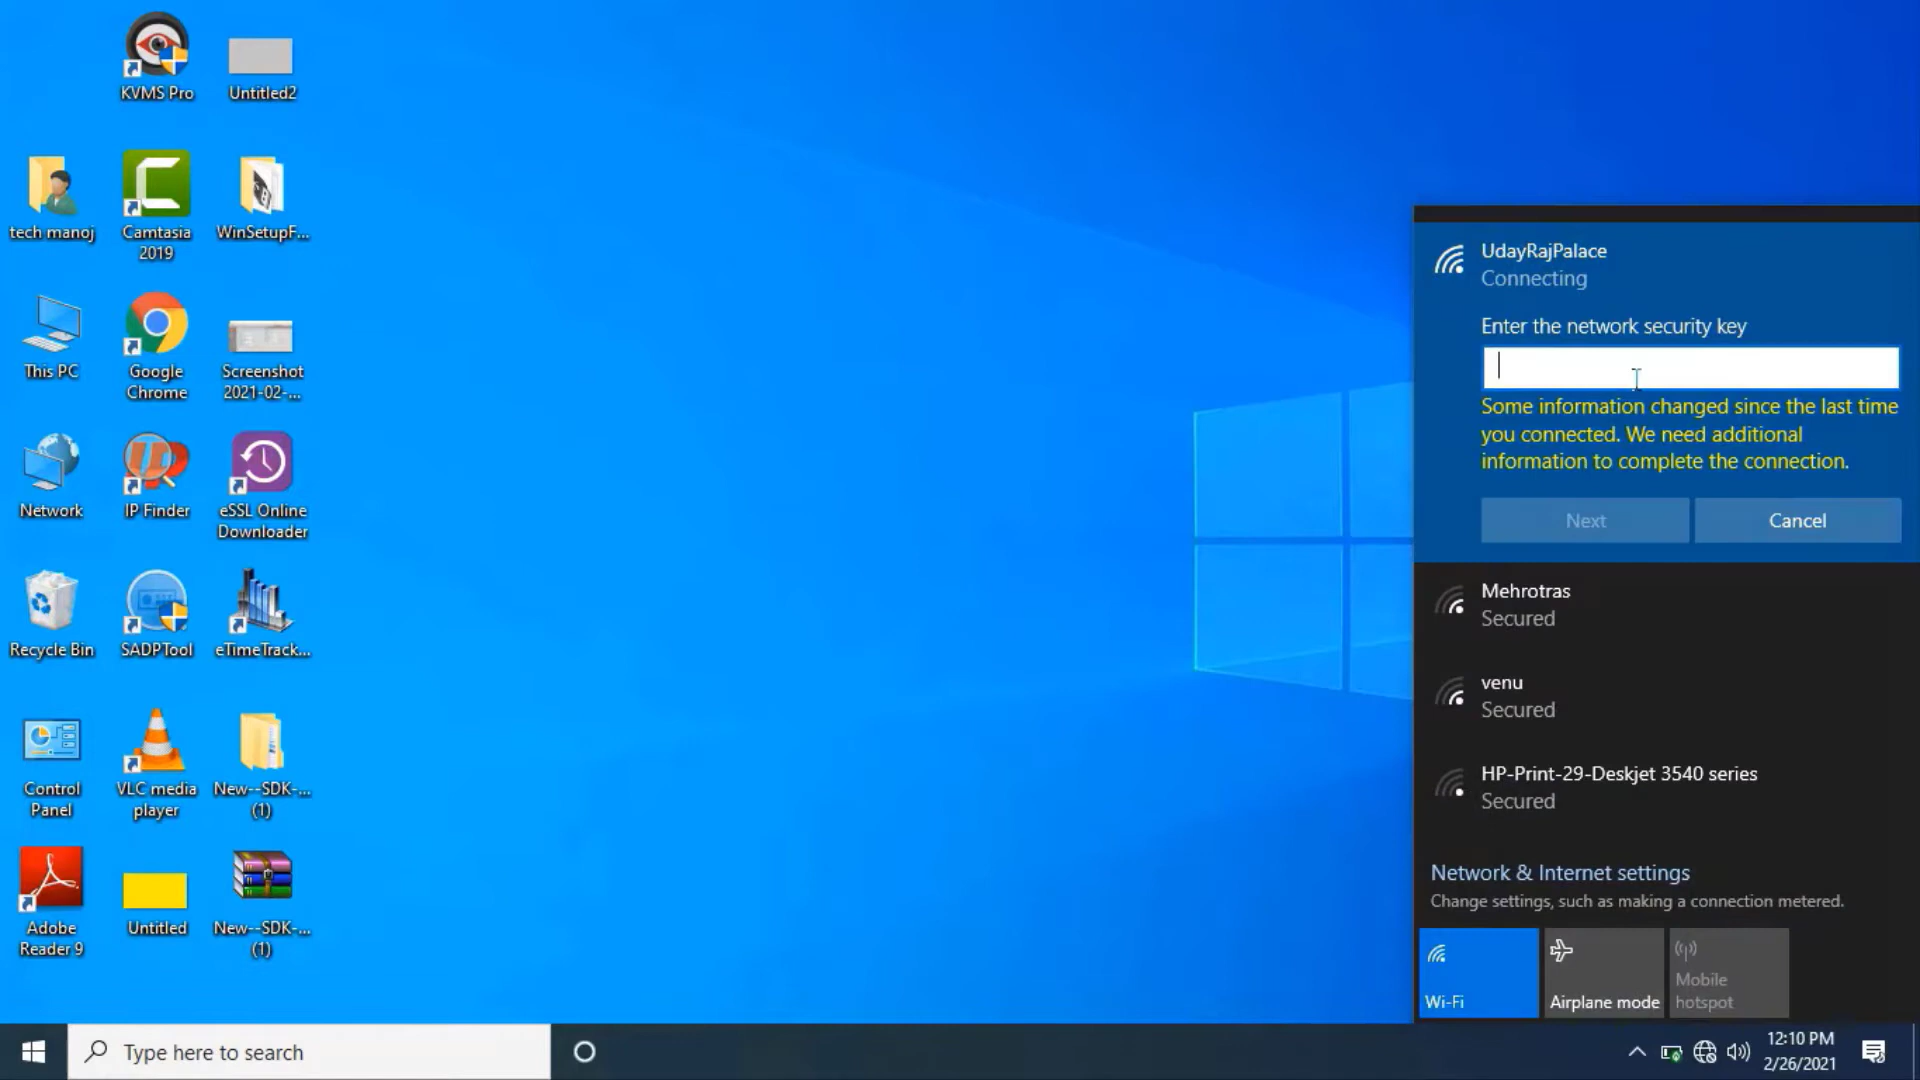 KVMS Pro
Untitled2
tech manoj
Camtasia
2019
WinSetupF...
This PC
Google
Chrome
Screenshot
2021-02-...
Network
IP Finder
eSSL Online
Downloader
Recycle Bin
SADPTool
eTimeTrack...
Control
Panel
VLC media
player
New--SDK-...
(1)
Adobe
Reader 9
Untitled
New--SDK-...
(1)
UdayRajPalace
Connecting
Enter the network security key
Some information changed since the last time
you connected. We need additional
information to complete the connection.
Next
Cancel
Mehrotras
Secured
venu
Secured
HP-Print-29-Deskjet 3540 series
Secured
Network & Internet settings
Change settings, such as making a connection metered.
Wi-Fi
Airplane mode
Mobile
hotspot
Type here to search
12:10 PM
2/26/2021